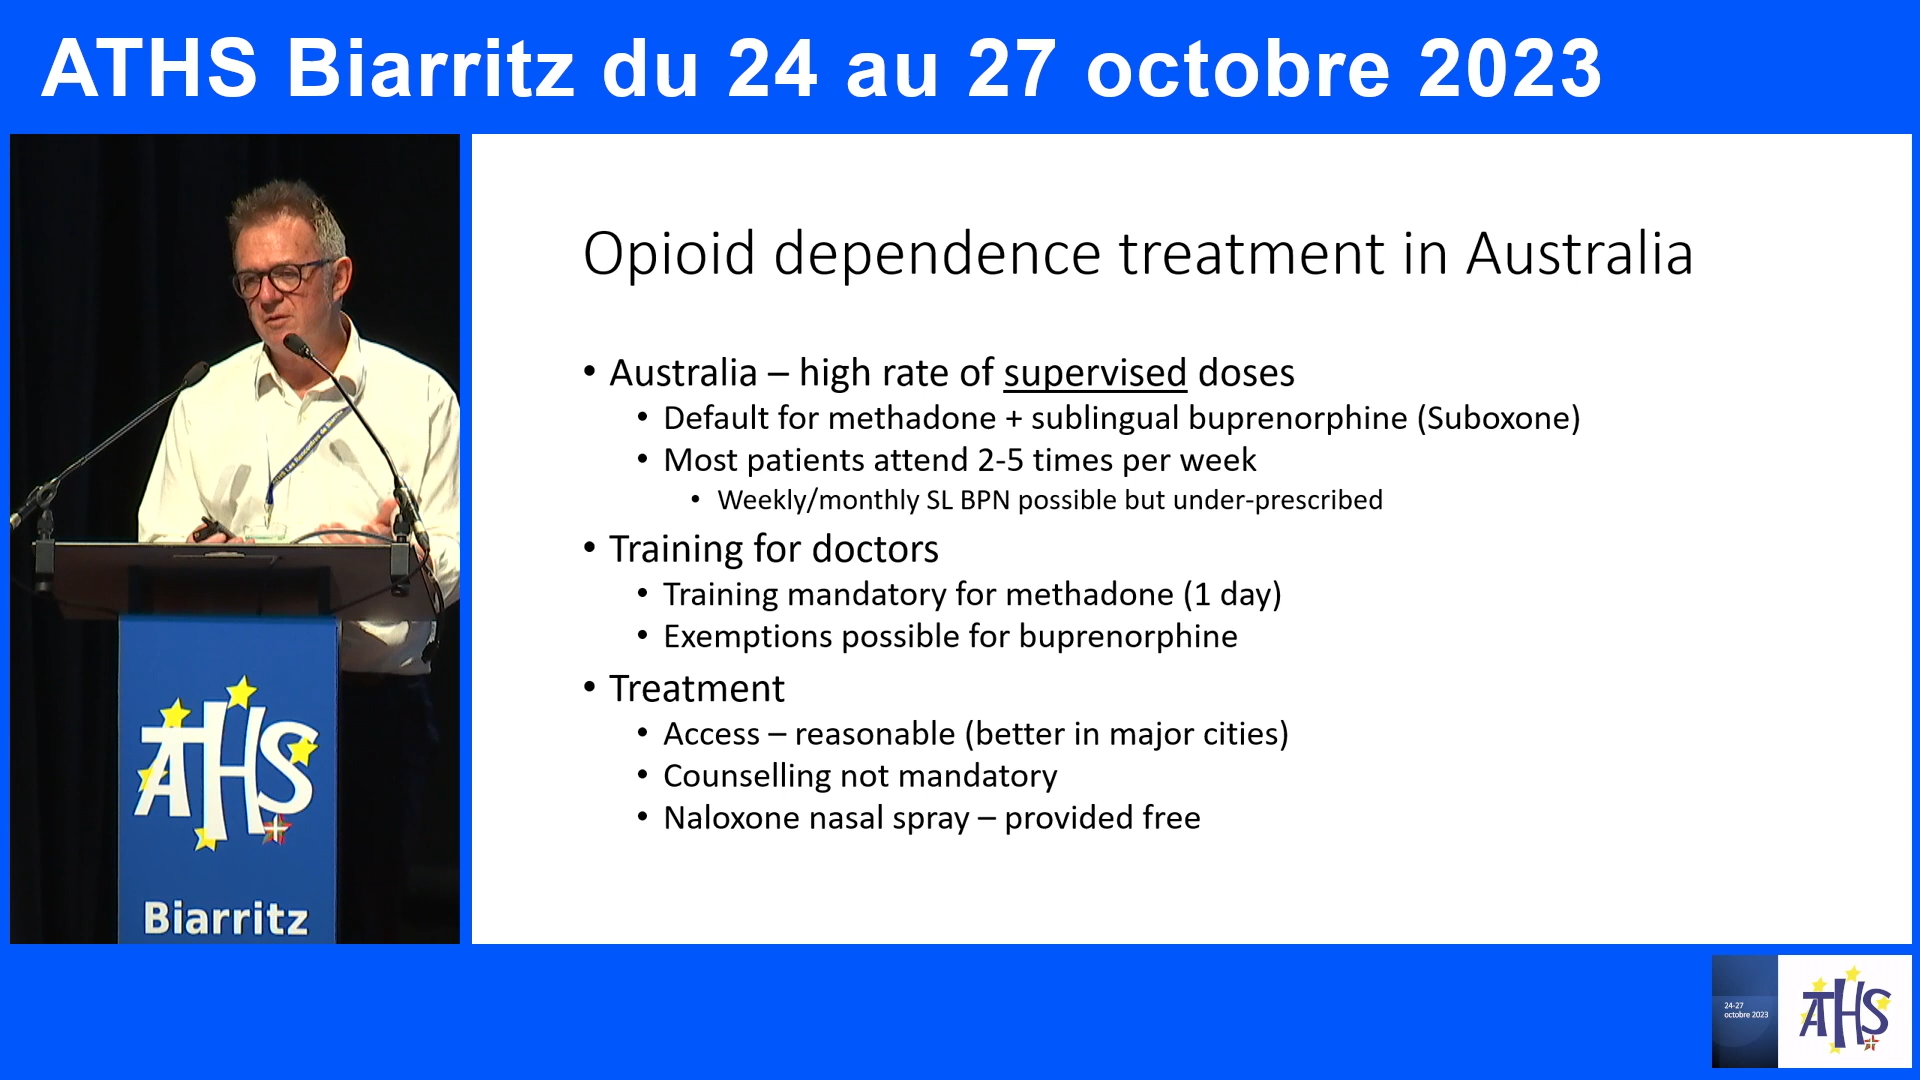 ATHS Biarritz du 24 au 27 octobre 2023
Opioid dependence treatment in Australia
• Australia – high rate of supervised doses
• Default for methadone + sublingual buprenorphine (Suboxone)
• Most patients attend 2-5 times per week
• Weekly/monthly SL BPN possible but under-prescribed
• Training for doctors
• Training mandatory for methadone (1 day)
• Exemptions possible for buprenorphine
• Treatment
• Access – reasonable (better in major cities)
• Counselling not mandatory
• Naloxone nasal spray – provided free
ATHS
Biarritz
24-27
octobre 2023
ATHS